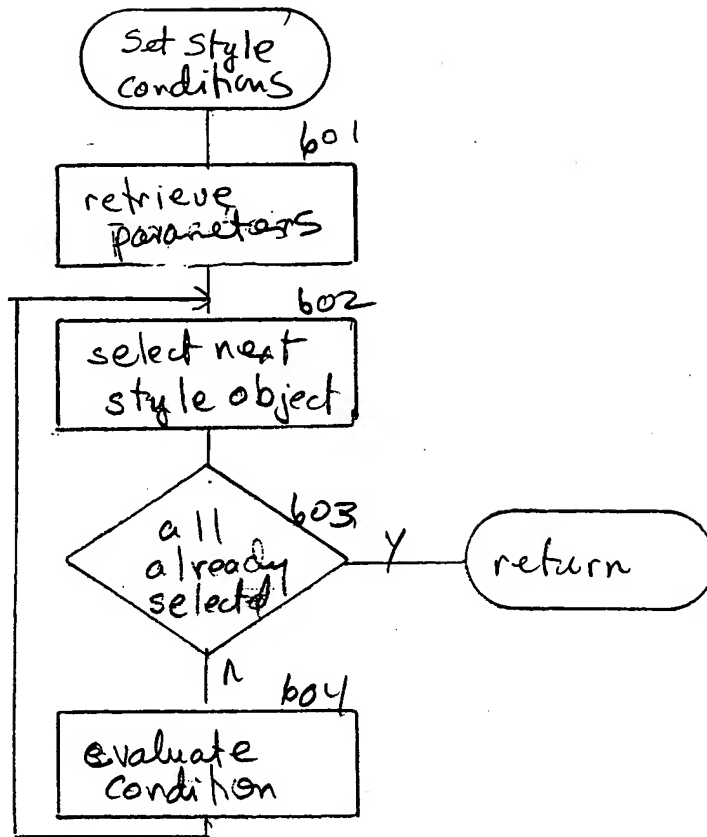 set style
conditions
601
retrieve
parameters
602
select next
style object
603
all
already
selected
Y
return
n
604
evaluate
condition